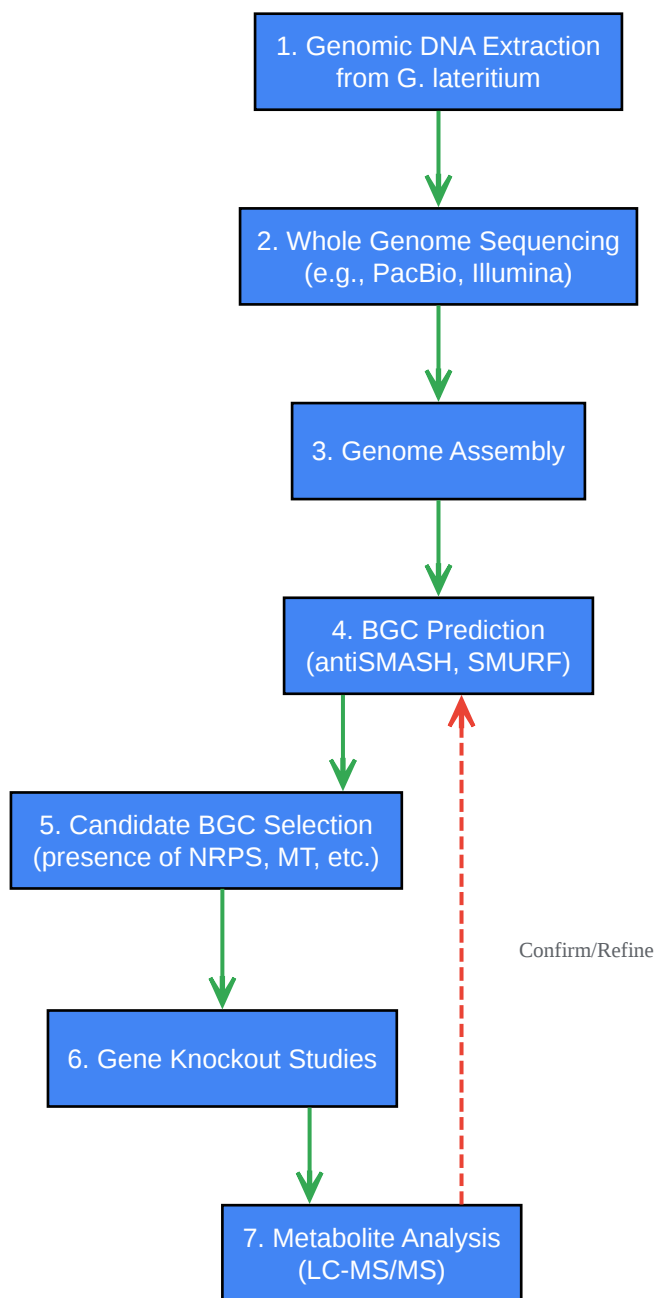 1. Genomic DNA Extraction
from G. lateritium
2. Whole Genome Sequencing
(e.g., PacBio, Illumina)
3. Genome Assembly
4. BGC Prediction
(antiSMASH, SMURF)
5. Candidate BGC Selection
(presence of NRPS, MT, etc.)
Confirm/Refine
6. Gene Knockout Studies
7. Metabolite Analysis
(LC-MS/MS)